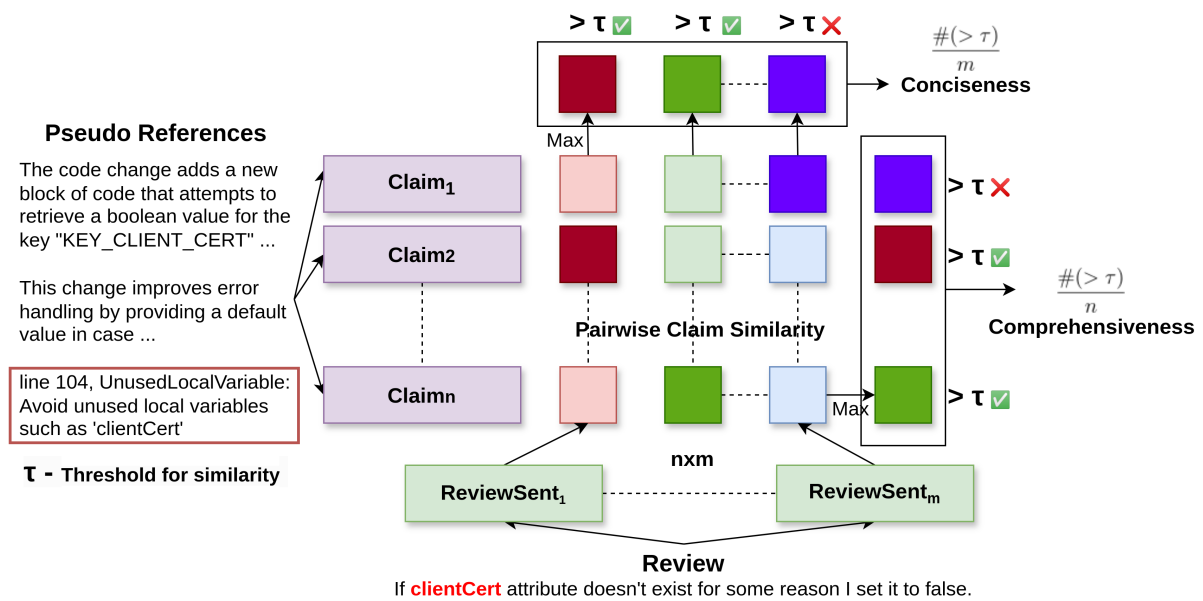 > τ ✅ > τ ✅ > τ ❌
#(> τ)
m
Conciseness
Pseudo References
Max
The code change adds a new
block of code that attempts to
retrieve a boolean value for the
key "KEY_CLIENT_CERT" ...
This change improves error
handling by providing a default
value in case ...
line 104, UnusedLocalVariable:
Avoid unused local variables
such as 'clientCert'
τ - Threshold for similarity
Claim1
> τ ❌
Claim2
> τ ✅
#(> τ)
n
Comprehensiveness
Pairwise Claim Similarity
Claimn
Max
> τ ✅
nxm
ReviewSent1
ReviewSentm
Review
If clientCert attribute doesn't exist for some reason I set it to false.